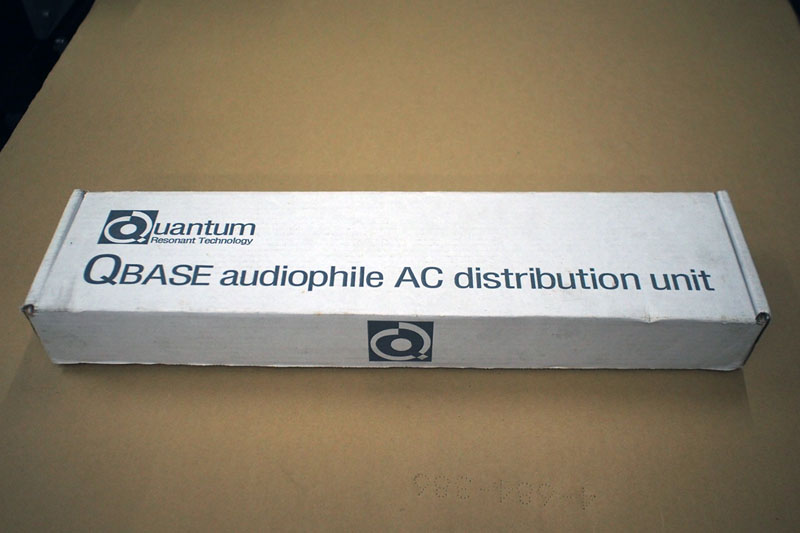 Quantum
Resonant Technology
QBASE audiophile AC distribution unit